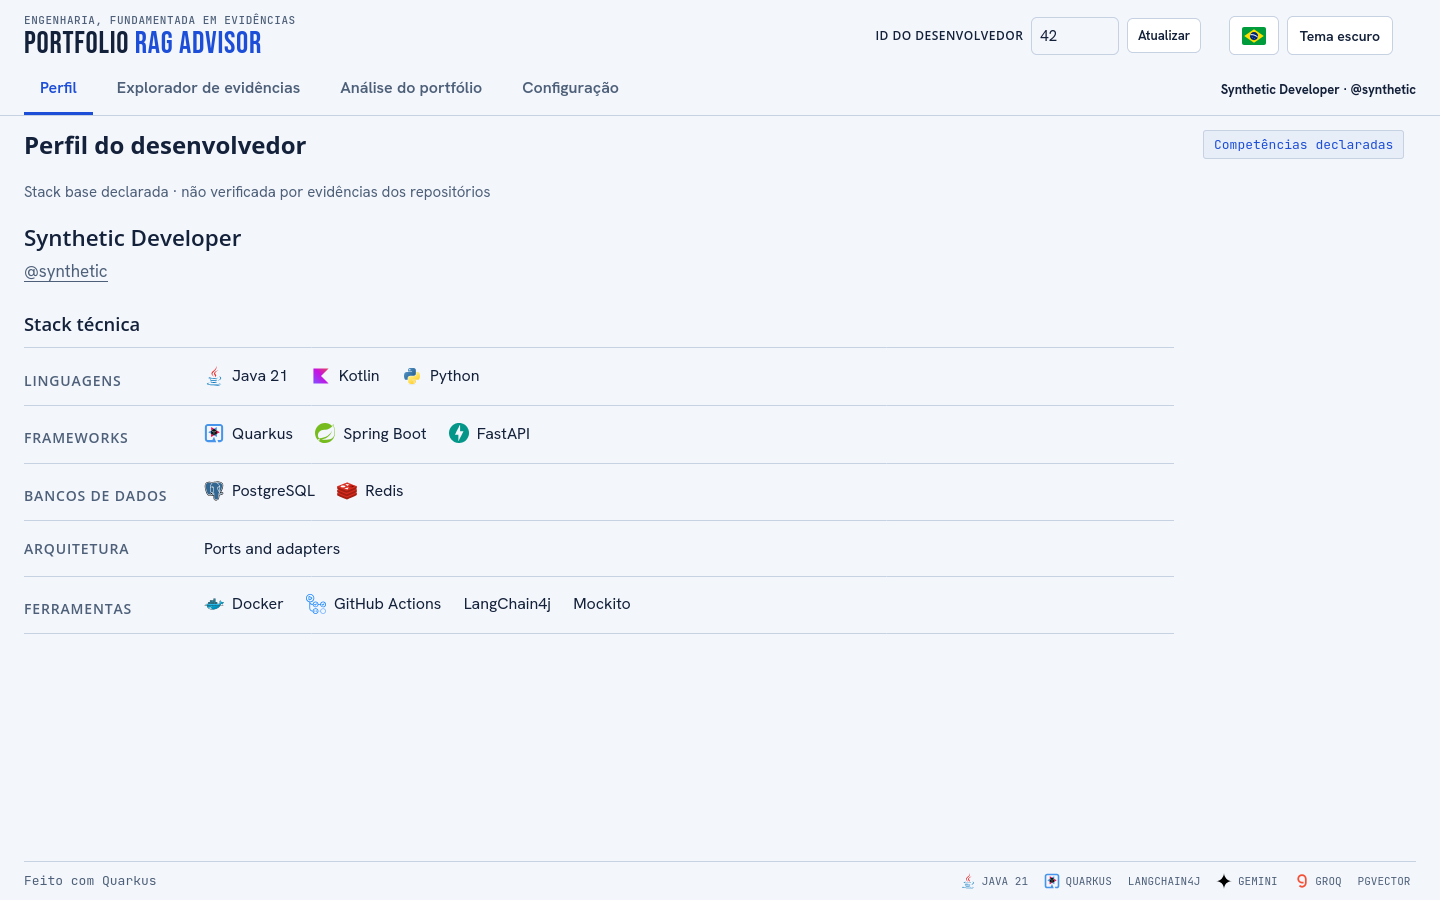 ENGENHARIA, FUNDAMENTADA EM EVIDÊNCIAS
PORTFOLIO RAG ADVISOR
ID DO DESENVOLVEDOR 42 Atualizar Tema escuro
Perfil Explorador de evidências Análise do portfólio Configuração Synthetic Developer · @synthetic
Perfil do desenvolvedor Competências declaradas
Stack base declarada · não verificada por evidências dos repositórios
Synthetic Developer
@synthetic
Stack técnica
LINGUAGENS Java 21 Kotlin Python
FRAMEWORKS Quarkus Spring Boot FastAPI
BANCOS DE DADOS PostgreSQL Redis
ARQUITETURA Ports and adapters
FERRAMENTAS Docker GitHub Actions LangChain4j Mockito
Feito com Quarkus JAVA 21 QUARKUS LANGCHAIN4J GEMINI GROQ PGVECTOR